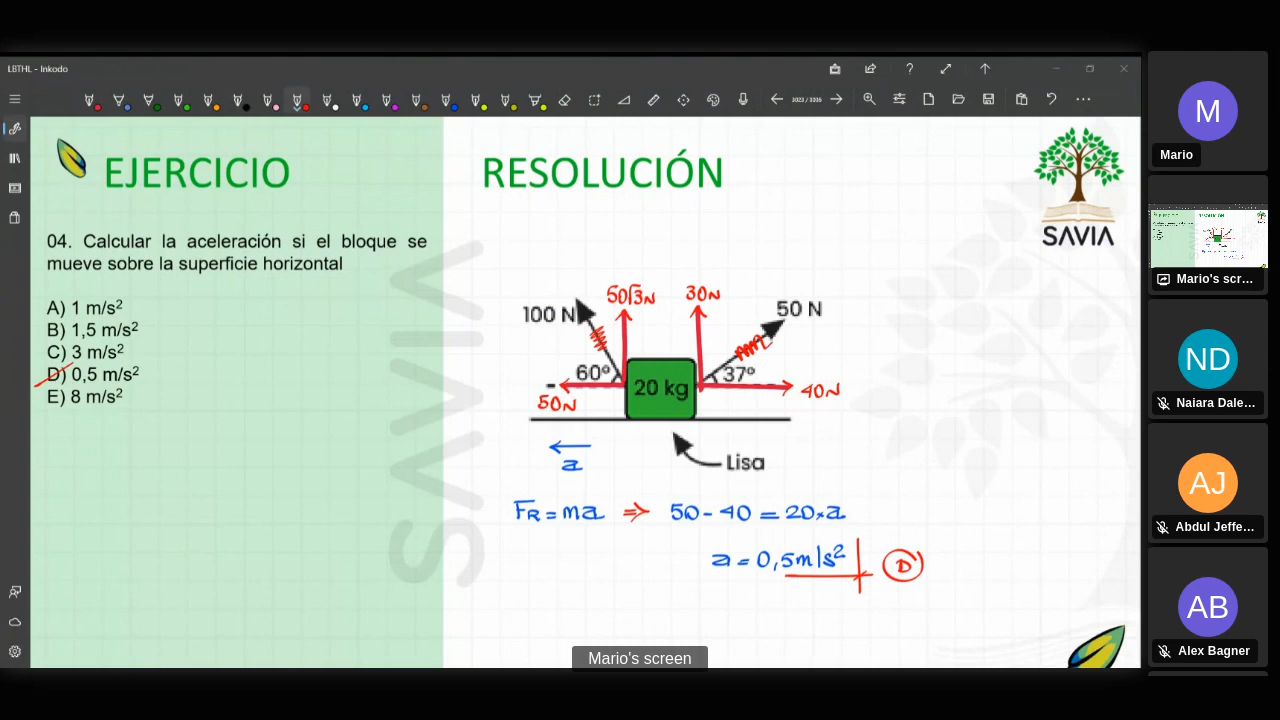 LBTHL - Inkodo
3023 / 3336
EJERCICIO
RESOLUCIÓN
SAVIA
04. Calcular la aceleración si el bloque se
mueve sobre la superficie horizontal
A) 1 m/s²
B) 1,5 m/s²
C) 3 m/s²
D) 0,5 m/s²
E) 8 m/s²
SAVIA
50√3N
30N
100 N
50 N
60°
37°
20 kg
50N
40N
a
Lisa
FR = ma ⇒ 50 - 40 = 20×a
a = 0,5m/s² D
Mario's screen
M
Mario
Mario's scr...
ND
Naiara Dale...
AJ
Abdul Jeffe...
AB
Alex Bagner